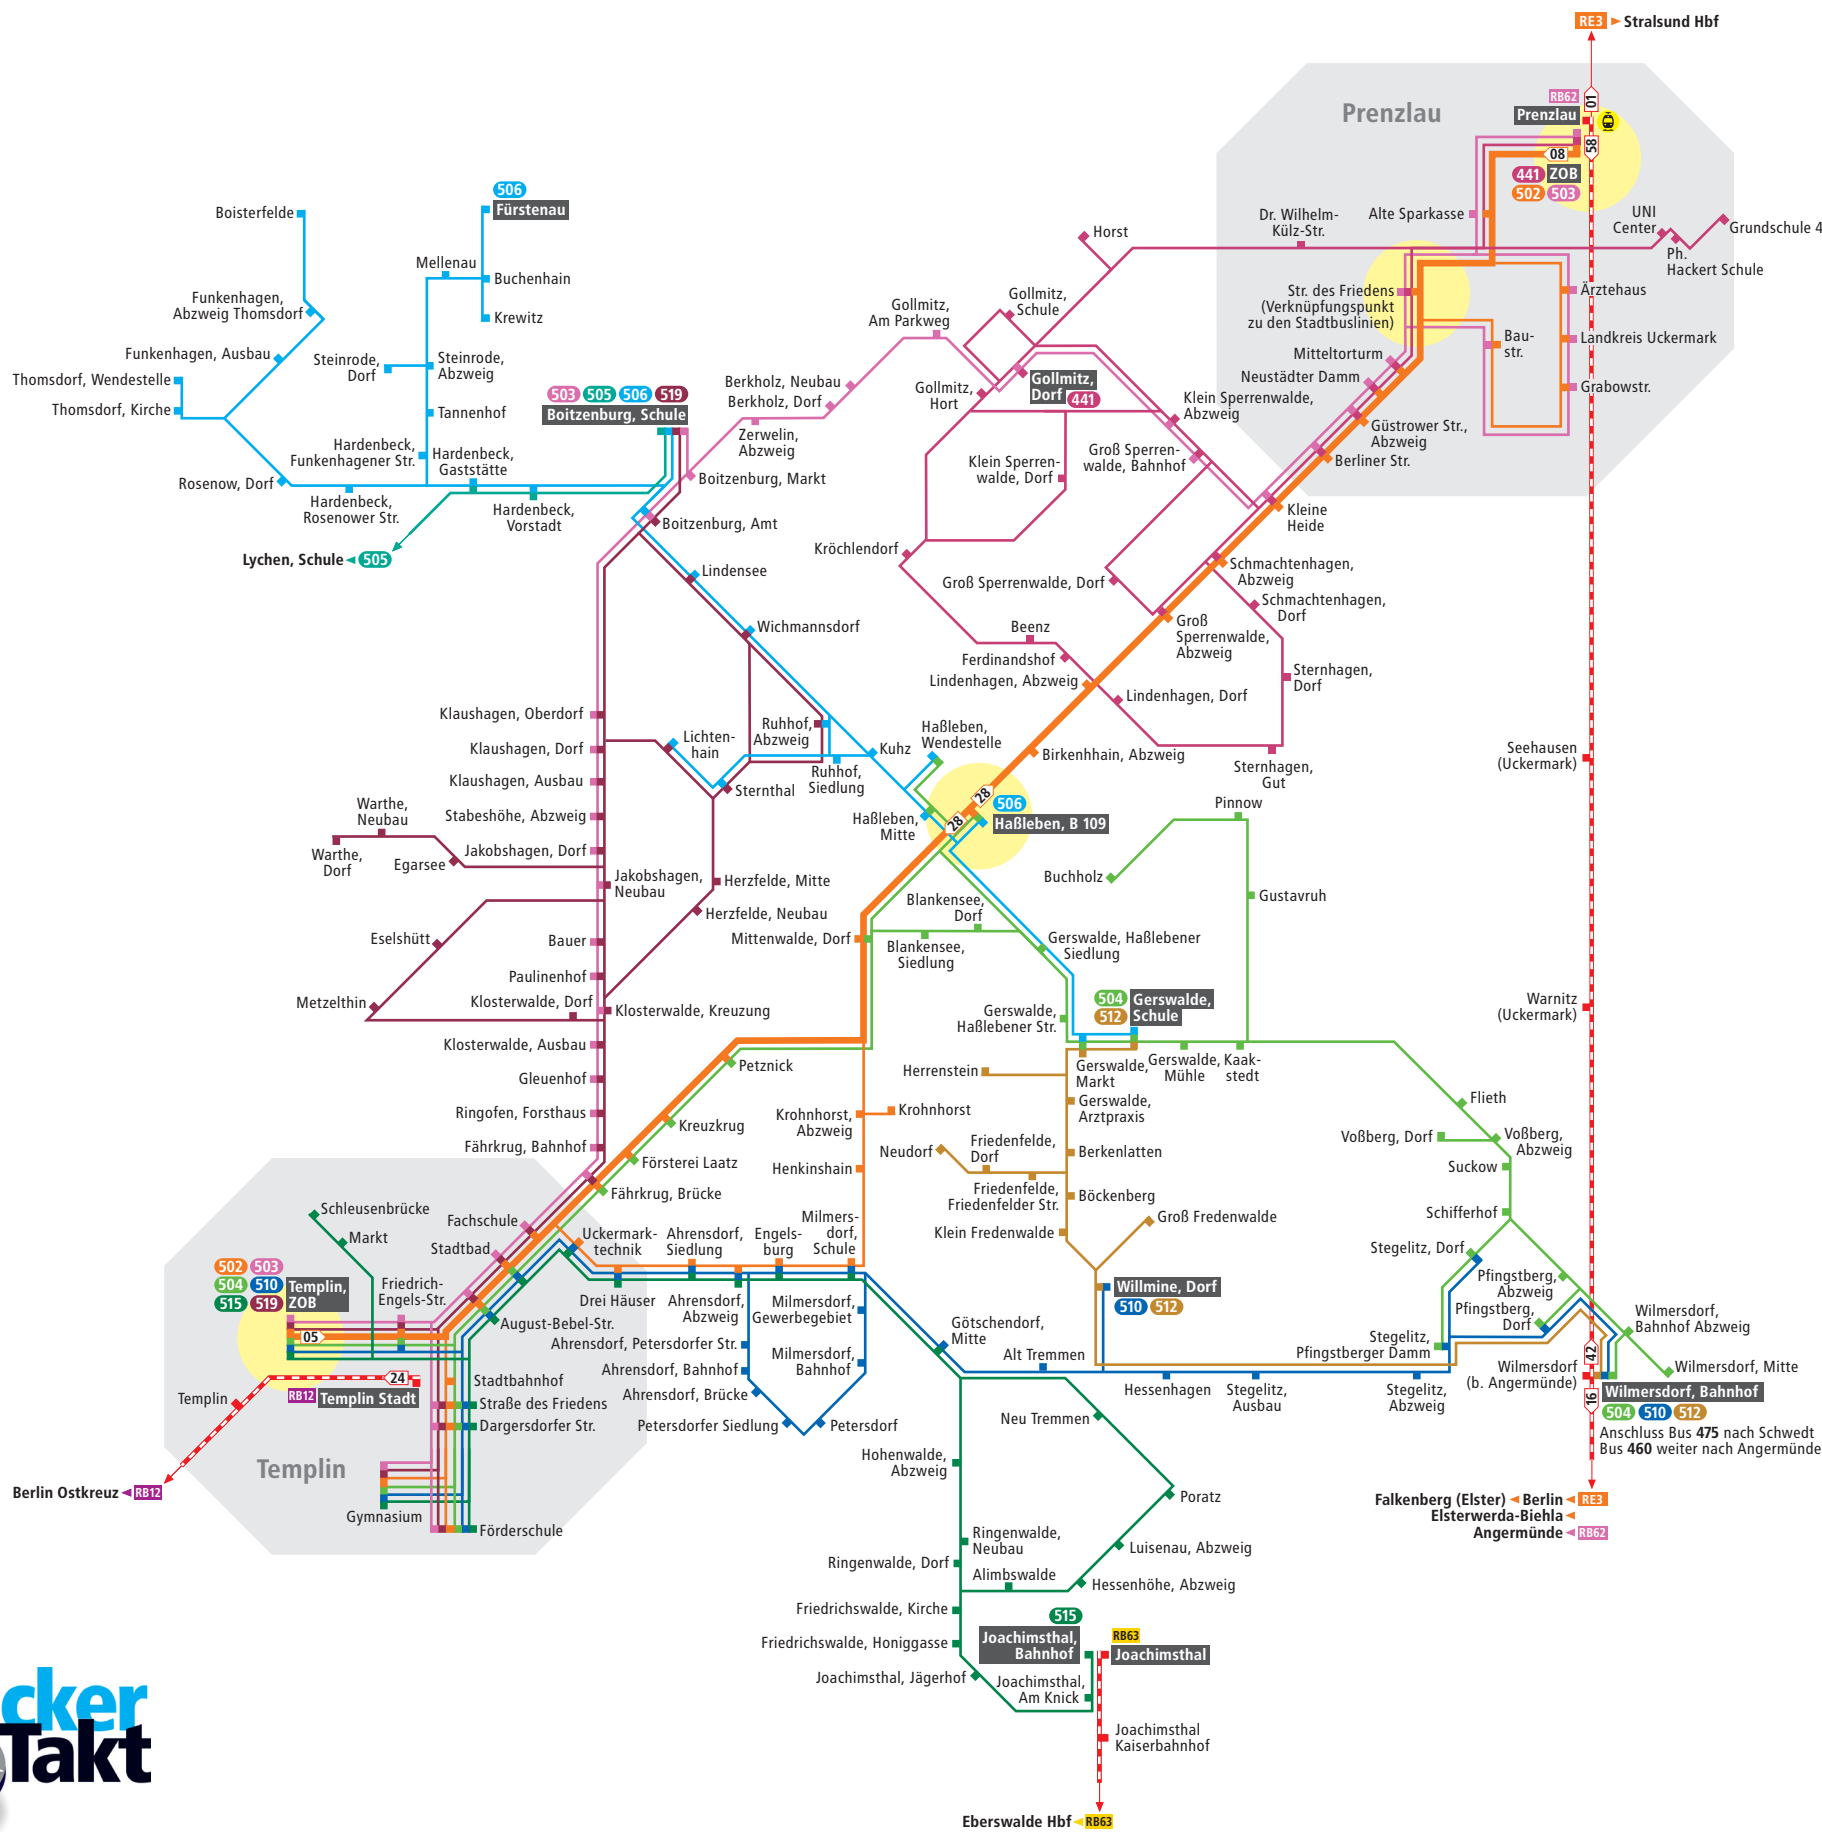 RE3
Stralsund Hbf
Prenzlau
01
RB62
Prenzlau
58
08
441
ZOB
502
503
Alte Sparkasse
Dr. Wilhelm-
Külz-Str.
UNI
Center
Grundschule 4
Ph.
Hackert Schule
Str. des Friedens
(Verknüpfungspunkt
zu den Stadtbuslinien)
Ärztehaus
Landkreis Uckermark
Bau-
str.
Grabowstr.
Mitteltorturm
Neustädter Damm
Güstrower Str.,
Abzweig
Berliner Str.
Kleine
Heide
506
Fürstenau
Boisterfelde
Mellenau
Buchenhain
Krewitz
Funkenhagen,
Abzweig Thomsdorf
Funkenhagen, Ausbau
Steinrode,
Dorf
Steinrode,
Abzweig
Thomsdorf, Wendestelle
Thomsdorf, Kirche
Tannenhof
Hardenbeck,
Funkenhagener Str.
Hardenbeck,
Gaststätte
Rosenow, Dorf
Hardenbeck,
Rosenower Str.
Hardenbeck,
Vorstadt
Lychen, Schule
505
503
505
506
519
Boitzenburg, Schule
Boitzenburg, Markt
Boitzenburg, Amt
Zerwelin,
Abzweig
Berkholz, Neubau
Berkholz, Dorf
Gollmitz,
Am Parkweg
Horst
Gollmitz,
Schule
Gollmitz,
Hort
Gollmitz,
Dorf
441
Klein Sperrenwalde,
Abzweig
Groß Sperren-
walde, Bahnhof
Klein Sperren-
walde, Dorf
Kröchlendorf
Groß Sperrenwalde, Dorf
Schmachtenhagen,
Abzweig
Schmachtenhagen,
Dorf
Groß
Sperrenwalde,
Abzweig
Beenz
Ferdinandshof
Lindenhagen, Abzweig
Lindenhagen, Dorf
Sternhagen,
Dorf
Sternhagen,
Gut
Birkenhhain, Abzweig
Lindensee
Wichmannsdorf
Ruhhof,
Abzweig
Ruhhof,
Siedlung
Kuhz
Lichten-
hain
Sternthal
Haßleben,
Wendestelle
28
28
506
Haßleben, B 109
Haßleben,
Mitte
Klaushagen, Oberdorf
Klaushagen, Dorf
Klaushagen, Ausbau
Stabeshöhe, Abzweig
Jakobshagen, Dorf
Jakobshagen,
Neubau
Warthe,
Neubau
Warthe,
Dorf
Egarsee
Herzfelde, Mitte
Herzfelde, Neubau
Eselshütt
Bauer
Paulinenhof
Metzelthin
Klosterwalde, Dorf
Klosterwalde, Kreuzung
Klosterwalde, Ausbau
Gleuenhof
Ringofen, Forsthaus
Fährkrug, Bahnhof
Mittenwalde, Dorf
Blankensee,
Dorf
Blankensee,
Siedlung
Gerswalde, Haßlebener
Siedlung
Buchholz
Pinnow
Gustavruh
Seehausen
(Uckermark)
Warnitz
(Uckermark)
504
512
Gerswalde,
Schule
Gerswalde,
Haßlebener Str.
Gerswalde,
Markt
Gerswalde,
Mühle
Kaak-
stedt
Gerswalde,
Arztpraxis
Herrenstein
Berkenlatten
Neudorf
Friedenfelde,
Dorf
Friedenfelde,
Friedenfelder Str.
Böckenberg
Klein Fredenwalde
Groß Fredenwalde
Willmine, Dorf
510
512
Flieth
Voßberg, Dorf
Voßberg,
Abzweig
Suckow
Schifferhof
Stegelitz, Dorf
Pfingstberg,
Abzweig
Pfingstberg,
Dorf
Stegelitz,
Pfingstberger Damm
Wilmersdorf,
Bahnhof Abzweig
Wilmersdorf, Mitte
42
Wilmersdorf
(b. Angermünde)
16
Wilmersdorf, Bahnhof
504
510
512
Anschluss Bus 475 nach Schwedt
Bus 460 weiter nach Angermünde
Falkenberg (Elster)
Berlin
RE3
Elsterwerda-Biehla
Angermünde
RB62
Petznick
Kreuzkrug
Försterei Laatz
Fährkrug, Brücke
Krohnhorst,
Abzweig
Krohnhorst
Henkinshain
Uckermark-
technik
Ahrensdorf,
Siedlung
Engels-
burg
Milmers-
dorf,
Schule
Drei Häuser
Ahrensdorf,
Abzweig
Milmersdorf,
Gewerbegebiet
Ahrensdorf, Petersdorfer Str.
Milmersdorf,
Bahnhof
Ahrensdorf, Bahnhof
Ahrensdorf, Brücke
Petersdorfer Siedlung
Petersdorf
Götschendorf,
Mitte
Alt Tremmen
Hessenhagen
Stegelitz,
Ausbau
Stegelitz,
Abzweig
Schleusenbrücke
Markt
Fachschule
Stadtbad
502
503
504
510
515
519
Templin,
ZOB
Friedrich-
Engels-Str.
August-Bebel-Str.
05
24
RB12
Templin Stadt
Templin
Stadtbahnhof
Straße des Friedens
Dargersdorfer Str.
Templin
Gymnasium
Förderschule
Berlin Ostkreuz
RB12
Neu Tremmen
Hohenwalde,
Abzweig
Poratz
Ringenwalde,
Neubau
Ringenwalde, Dorf
Luisenau, Abzweig
Alimbswalde
Hessenhöhe, Abzweig
Friedrichswalde, Kirche
Friedrichswalde, Honiggasse
515
Joachimsthal,
Bahnhof
RB63
Joachimsthal
Joachimsthal, Jägerhof
Joachimsthal,
Am Knick
Joachimsthal
Kaiserbahnhof
Eberswalde Hbf
RB63
cker
Takt